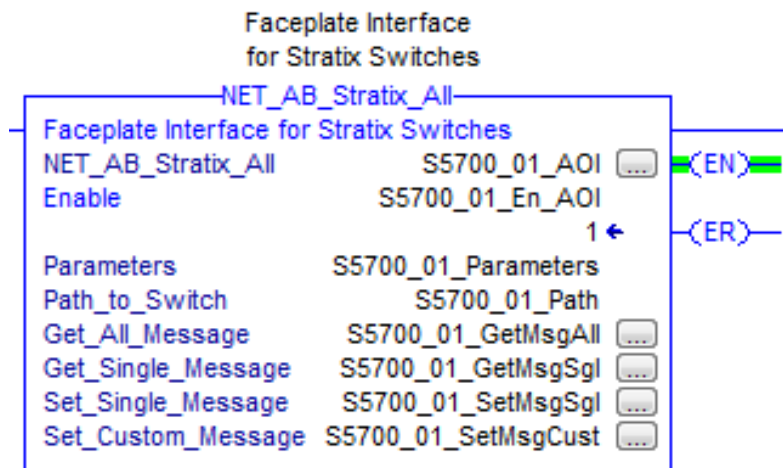 Faceplate Interface
for Stratix Switches
NET_AB_Stratix_All
Faceplate Interface for Stratix Switches
NET_AB_Stratix_All S5700_01_AOI ... (EN)
Enable S5700_01_En_AOI
1 (ER)
Parameters S5700_01_Parameters
Path_to_Switch S5700_01_Path
Get_All_Message S5700_01_GetMsgAll ...
Get_Single_Message S5700_01_GetMsgSgl ...
Set_Single_Message S5700_01_SetMsgSgl ...
Set_Custom_Message S5700_01_SetMsgCust ...